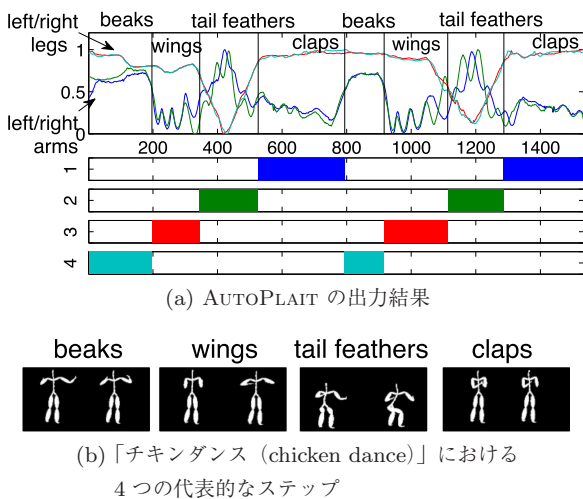 beaks tail feathers beaks tail feathers
left/right
legs
wings claps wings claps
1
0.5
0
left/right
arms
200 400 600 800 1000 1200 1400
1
2
3
4
(a) AUTOPLAIT の出力結果
beaks wings tail feathers claps
(b)「チキンダンス(chicken dance)」における
4 つの代表的なステップ